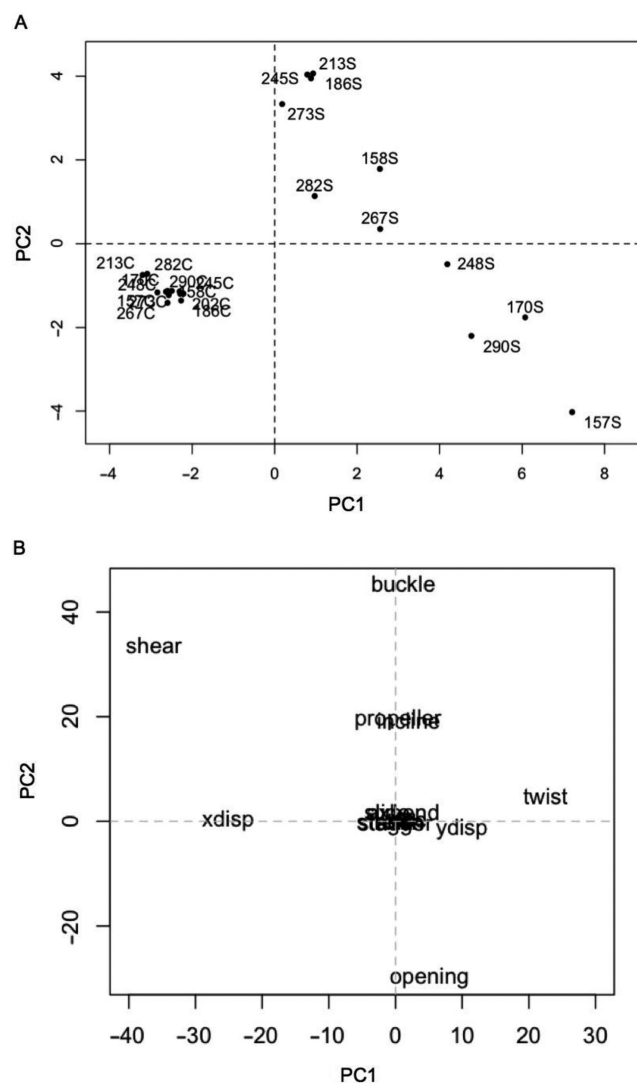 A
PC2
4
2
0
−2
−4
245S
213S
186S
273S
158S
282S
267S
248S
170S
290S
157S
213C
282C
290C
245C
248C
267C
202C
186C
−4
−2
0
2
4
6
8
PC1
B
PC2
40
20
0
−20
buckle
shear
propeller
incline
twist
xdisp
ydisp
opening
−40
−30
−20
−10
0
10
20
30
PC1